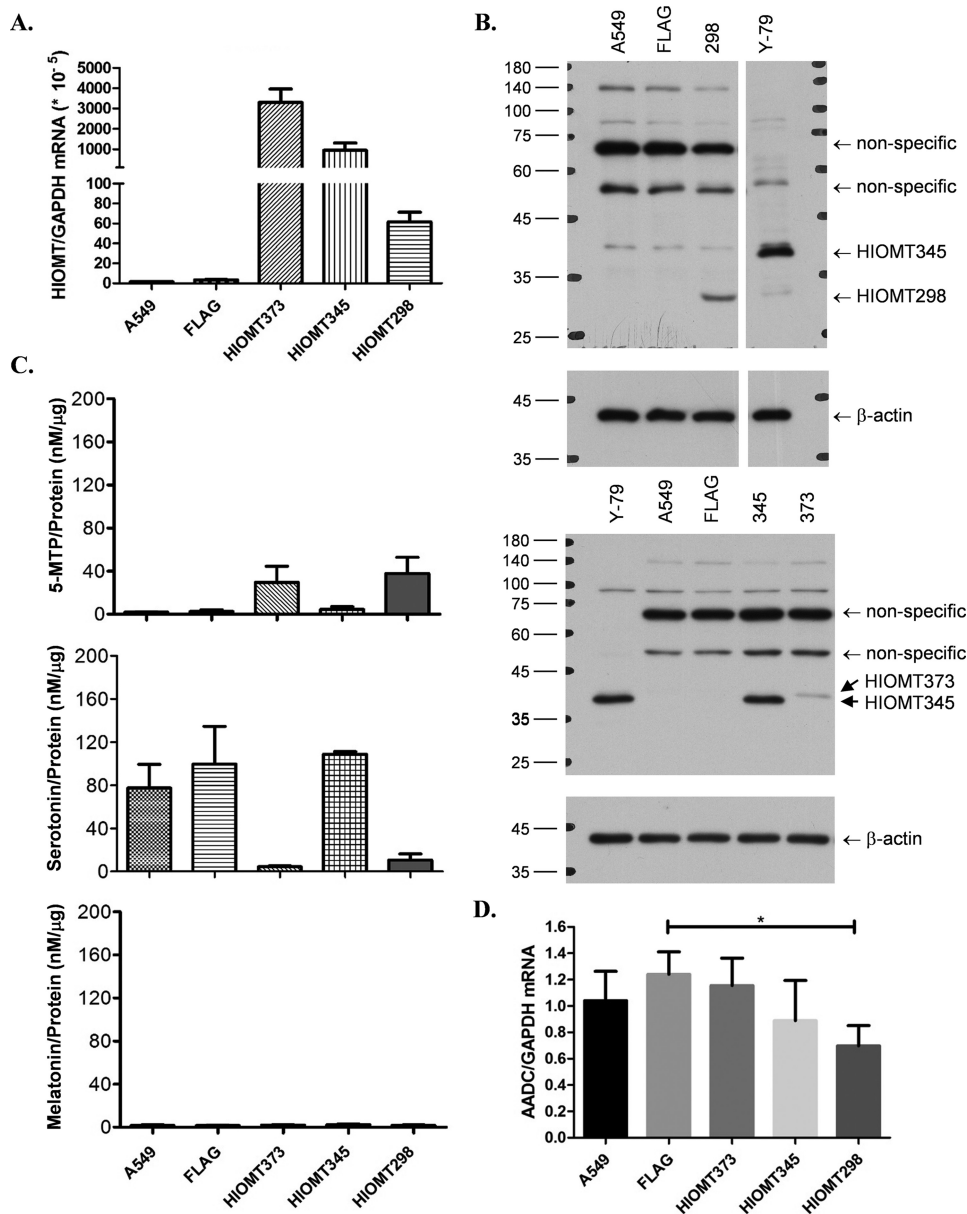 A.
HIOMT/GAPDH mRNA (* 10⁻⁵)
5000
4000
3000
2000
1000
100
80
60
40
20
0
A549
FLAG
HIOMT373
HIOMT345
HIOMT298
B.
A549
FLAG
298
Y-79
180
140
100
75
60
45
35
25
← non-specific
← non-specific
← HIOMT345
← HIOMT298
45
35
← β-actin
Y-79
A549
FLAG
345
373
180
140
100
75
60
45
35
25
← non-specific
← non-specific
HIOMT373
HIOMT345
45
35
← β-actin
C.
5-MTP/Protein (nM/µg)
200
160
120
80
40
0
Serotonin/Protein (nM/µg)
200
160
120
80
40
0
Melatonin/Protein (nM/µg)
200
160
120
80
40
0
A549
FLAG
HIOMT373
HIOMT345
HIOMT298
D.
AADC/GAPDH mRNA
1.6
1.4
1.2
1.0
0.8
0.6
0.4
0.2
0.0
*
A549
FLAG
HIOMT373
HIOMT345
HIOMT298